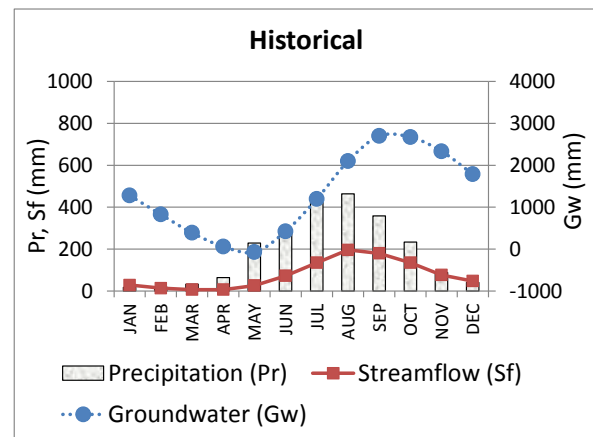 Historical
1000
800
600
400
200
0
Pr, Sf (mm)
4000
3000
2000
1000
0
-1000
Gw (mm)
JAN
FEB
MAR
APR
MAY
JUN
JUL
AUG
SEP
OCT
NOV
DEC
Precipitation (Pr)
Streamflow (Sf)
Groundwater (Gw)